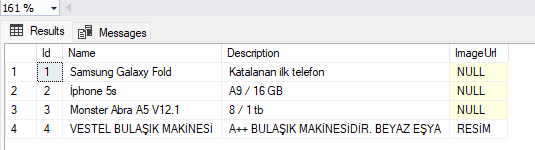 161 %
Results Messages
Id Name Description ImageUrl
1 1 Samsung Galaxy Fold Katalanan ilk telefon NULL
2 2 İphone 5s A9 / 16 GB NULL
3 3 Monster Abra A5 V12.1 8 / 1 tb NULL
4 4 VESTEL BULAŞIK MAKİNESİ A++ BULAŞIK MAKİNESİDİR. BEYAZ EŞYA RESİM